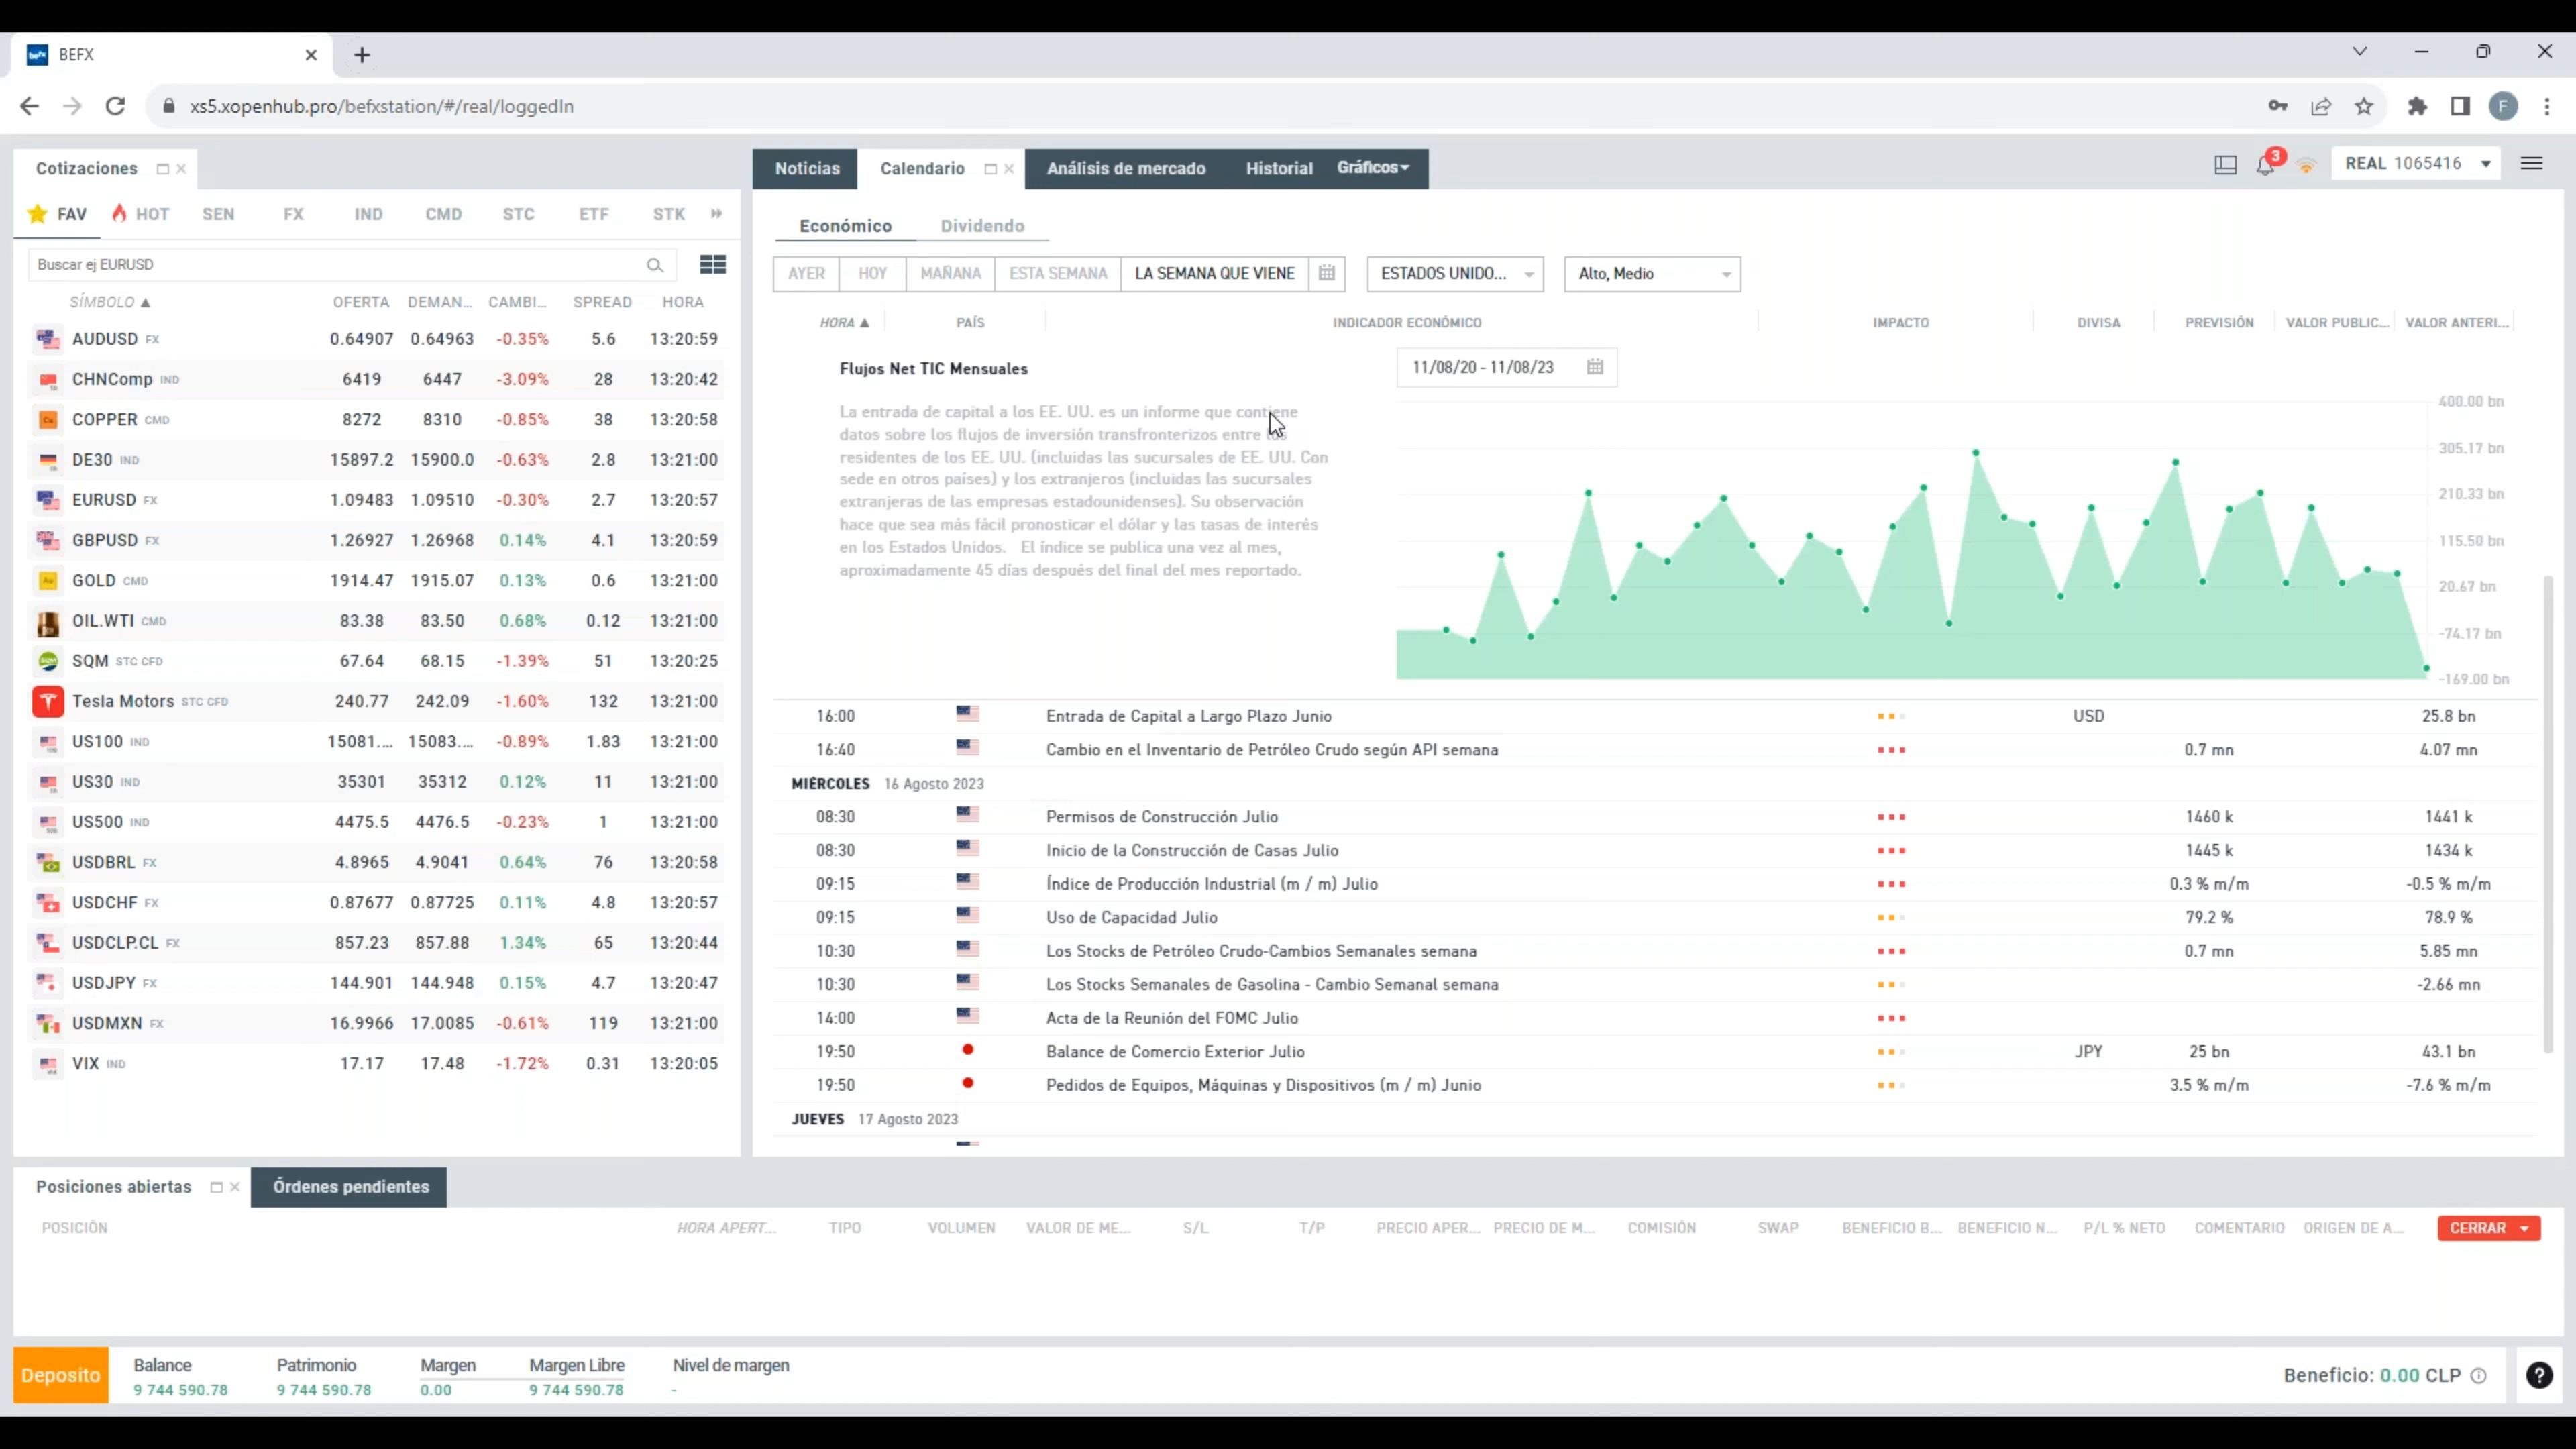 BEFX
xs5.xopenhub.pro/befxstation/#/real/loggedIn
F
Cotizaciones
Noticias Calendario Análisis de mercado Historial Gráficos
3
REAL 1065416
FAV HOT SEN FX IND CMD STC ETF STK
Buscar ej EURUSD
SÍMBOLO ▲ OFERTA DEMAN... CAMBI... SPREAD HORA
AUDUSD FX 0.64907 0.64963 -0.35% 5.6 13:20:59
CHNComp IND 6419 6447 -3.09% 28 13:20:42
COPPER CMD 8272 8310 -0.85% 38 13:20:58
DE30 IND 15897.2 15900.0 -0.63% 2.8 13:21:00
EURUSD FX 1.09483 1.09510 -0.30% 2.7 13:20:57
GBPUSD FX 1.26927 1.26968 0.14% 4.1 13:20:59
GOLD CMD 1914.47 1915.07 0.13% 0.6 13:21:00
OIL.WTI CMD 83.38 83.50 0.68% 0.12 13:21:00
SQM STC CFD 67.64 68.15 -1.39% 51 13:20:25
Tesla Motors STC CFD 240.77 242.09 -1.60% 132 13:21:00
US100 IND 15081.... 15083.... -0.89% 1.83 13:21:00
US30 IND 35301 35312 0.12% 11 13:21:00
US500 IND 4475.5 4476.5 -0.23% 1 13:21:00
USDBRL FX 4.8965 4.9041 0.64% 76 13:20:58
USDCHF FX 0.87677 0.87725 0.11% 4.8 13:20:57
USDCLP.CL FX 857.23 857.88 1.34% 65 13:20:44
USDJPY FX 144.901 144.948 0.15% 4.7 13:20:47
USDMXN FX 16.9966 17.0085 -0.61% 119 13:21:00
VIX IND 17.17 17.48 -1.72% 0.31 13:20:05
Económico Dividendo
AYER HOY MAÑANA ESTA SEMANA LA SEMANA QUE VIENE ESTADOS UNIDO... Alto, Medio
HORA ▲ PAÍS INDICADOR ECONÓMICO IMPACTO DIVISA PREVISIÓN VALOR PUBLIC... VALOR ANTERI...
Flujos Net TIC Mensuales
La entrada de capital a los EE. UU. es un informe que contiene
datos sobre los flujos de inversión transfronterizos entre los
residentes de los EE. UU. (incluidas las sucursales de EE. UU. Con
sede en otros países) y los extranjeros (incluidas las sucursales
extranjeras de las empresas estadounidenses). Su observación
hace que sea más fácil pronosticar el dólar y las tasas de interés
en los Estados Unidos. El índice se publica una vez al mes,
aproximadamente 45 días después del final del mes reportado.
11/08/20 - 11/08/23
400.00 bn
305.17 bn
210.33 bn
115.50 bn
20.67 bn
-74.17 bn
-169.00 bn
16:00 Entrada de Capital a Largo Plazo Junio USD 25.8 bn
16:40 Cambio en el Inventario de Petróleo Crudo según API semana 0.7 mn 4.07 mn
MIÉRCOLES 16 Agosto 2023
08:30 Permisos de Construcción Julio 1460 k 1441 k
08:30 Inicio de la Construcción de Casas Julio 1445 k 1434 k
09:15 Índice de Producción Industrial (m / m) Julio 0.3 % m/m -0.5 % m/m
09:15 Uso de Capacidad Julio 79.2 % 78.9 %
10:30 Los Stocks de Petróleo Crudo-Cambios Semanales semana 0.7 mn 5.85 mn
10:30 Los Stocks Semanales de Gasolina - Cambio Semanal semana -2.66 mn
14:00 Acta de la Reunión del FOMC Julio
19:50 Balance de Comercio Exterior Julio JPY 25 bn 43.1 bn
19:50 Pedidos de Equipos, Máquinas y Dispositivos (m / m) Junio 3.5 % m/m -7.6 % m/m
JUEVES 17 Agosto 2023
Posiciones abiertas Órdenes pendientes
POSICIÓN HORA APERT... TIPO VOLUMEN VALOR DE ME... S/L T/P PRECIO APER... PRECIO DE M... COMISIÓN SWAP BENEFICIO B... BENEFICIO N... P/L % NETO COMENTARIO ORIGEN DE A... CERRAR
Deposito
Balance Patrimonio Margen Margen Libre Nivel de margen
9 744 590.78 9 744 590.78 0.00 9 744 590.78 -
Beneficio: 0.00 CLP